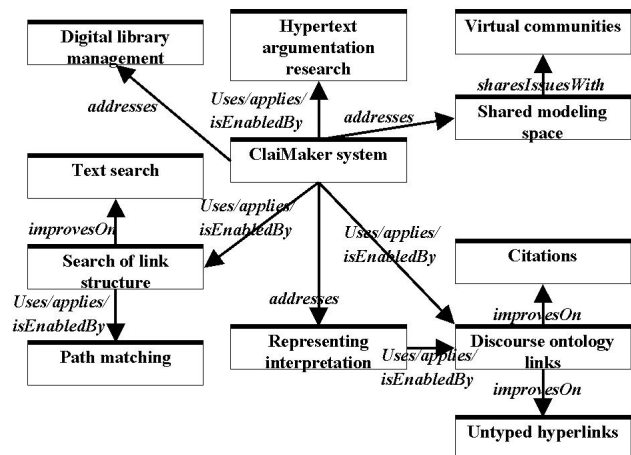 Digital library
management
Hypertext
argumentation
research
Virtual communities
addresses
Uses/applies/
isEnabledBy
addresses
sharesIssuesWith
Shared modeling
space
ClaiMaker system
Text search
improvesOn
Uses/applies/
isEnabledBy
Uses/applies/
isEnabledBy
Search of link
structure
Citations
Uses/applies/
isEnabledBy
addresses
improvesOn
Path matching
Representing
interpretation
Uses/applies/
isEnabledBy
Discourse ontology
links
improvesOn
Untyped hyperlinks